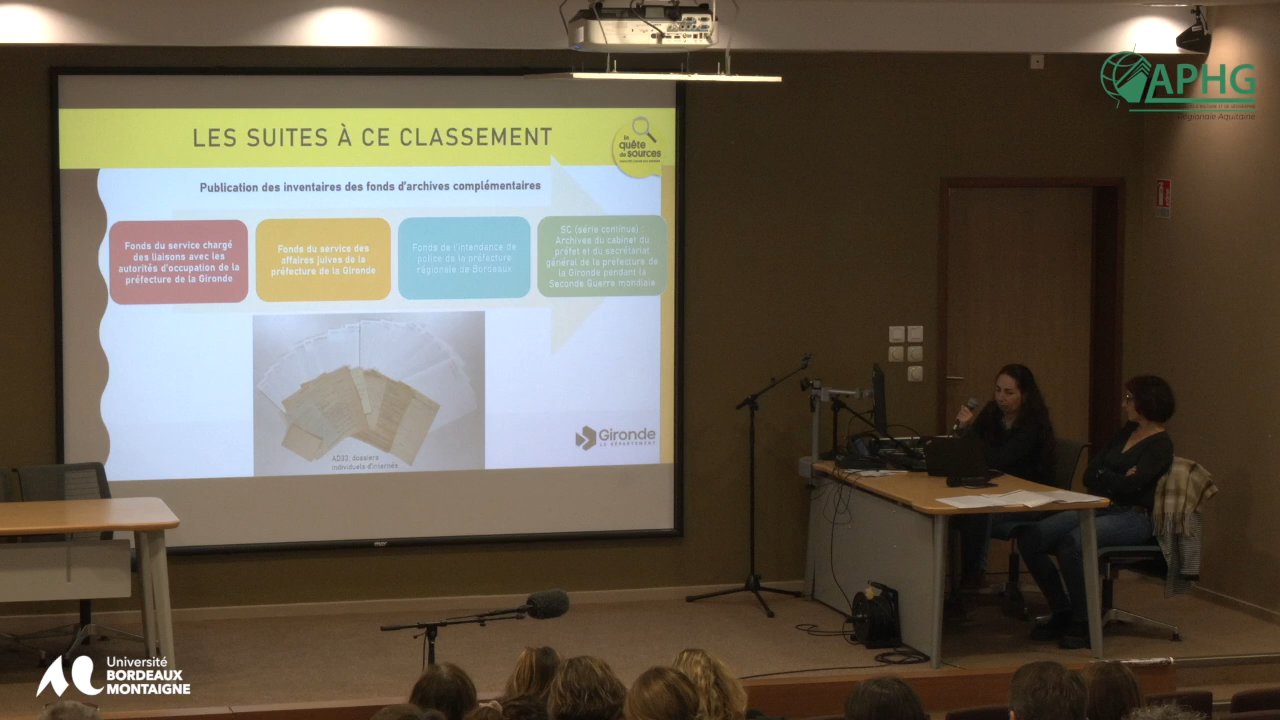 LES SUITES À CE CLASSEMENT
En
quête
de sources
Publication des inventaires des fonds d'archives complémentaires
Fonds du service chargé
des liaisons avec les
autorités d'occupation de la
préfecture de la Gironde
Fonds du service des
affaires juives de la
préfecture de la Gironde
Fonds de l'intendance de
police de la préfecture
régionale de Bordeaux
SC (série continue) :
Archives du cabinet du
préfet et du secrétariat
général de la préfecture de
la Gironde pendant la
Seconde Guerre mondiale
AD33, dossiers
individuels d'internés
Gironde
LE DÉPARTEMENT
APHG
Régionale Aquitaine
Université
BORDEAUX
MONTAIGNE